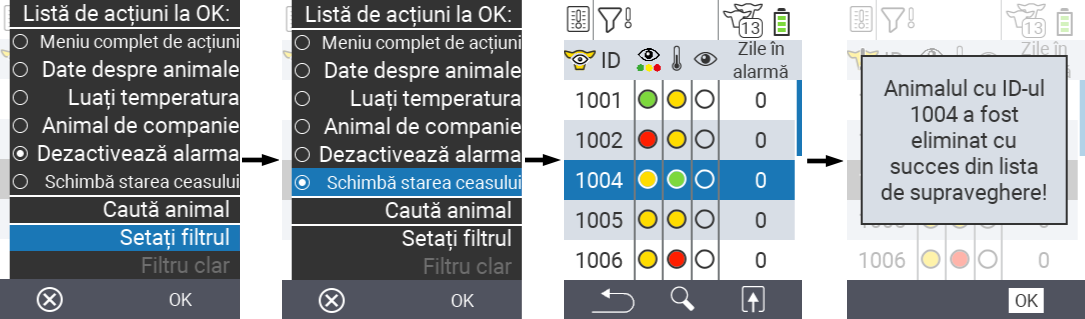 Listă de acțiuni la OK:
Meniu complet de acțiuni
Date despre animale
Luați temperatura
Animal de companie
Dezactivează alarma
Schimbă starea ceasului
Caută animal
Setați filtrul
Filtru clar
OK
Listă de acțiuni la OK:
Meniu complet de acțiuni
Date despre animale
Luați temperatura
Animal de companie
Dezactivează alarma
Schimbă starea ceasului
Caută animal
Setați filtrul
Filtru clar
OK
13
ID Zile în
alarmă
1001 0
1002 0
1004 0
1005 0
1006 0
13
ID Zile în
Animalul cu ID-ul
1004 a fost
eliminat cu
succes din lista
de supraveghere!
1006 0
OK